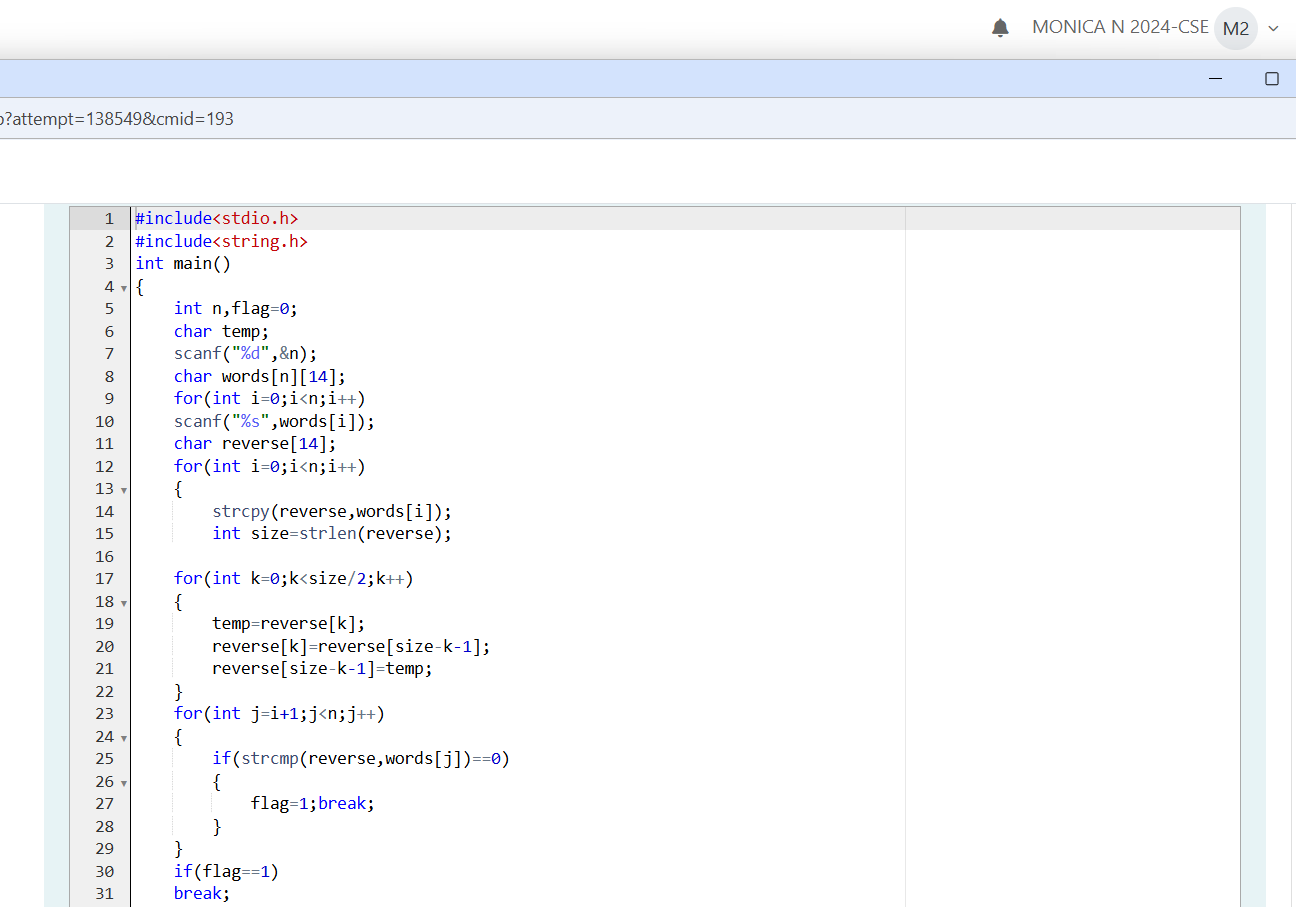 MONICA N 2024-CSE M2
?attempt=138549&cmid=193
1 #include<stdio.h>
2 #include<string.h>
3 int main()
4 {
5 int n,flag=0;
6 char temp;
7 scanf("%d",&n);
8 char words[n][14];
9 for(int i=0;i<n;i++)
10 scanf("%s",words[i]);
11 char reverse[14];
12 for(int i=0;i<n;i++)
13 {
14 strcpy(reverse,words[i]);
15 int size=strlen(reverse);
16
17 for(int k=0;k<size/2;k++)
18 {
19 temp=reverse[k];
20 reverse[k]=reverse[size-k-1];
21 reverse[size-k-1]=temp;
22 }
23 for(int j=i+1;j<n;j++)
24 {
25 if(strcmp(reverse,words[j])==0)
26 {
27 flag=1;break;
28 }
29 }
30 if(flag==1)
31 break;